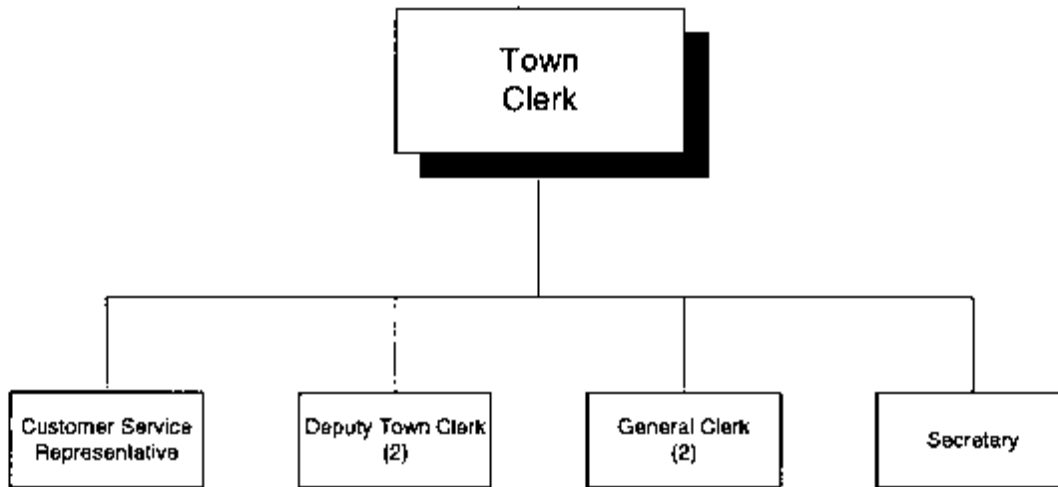 Town
Clerk
Customer Service
Representative
Deputy Town Clerk
(2)
General Clerk
(2)
Secretary